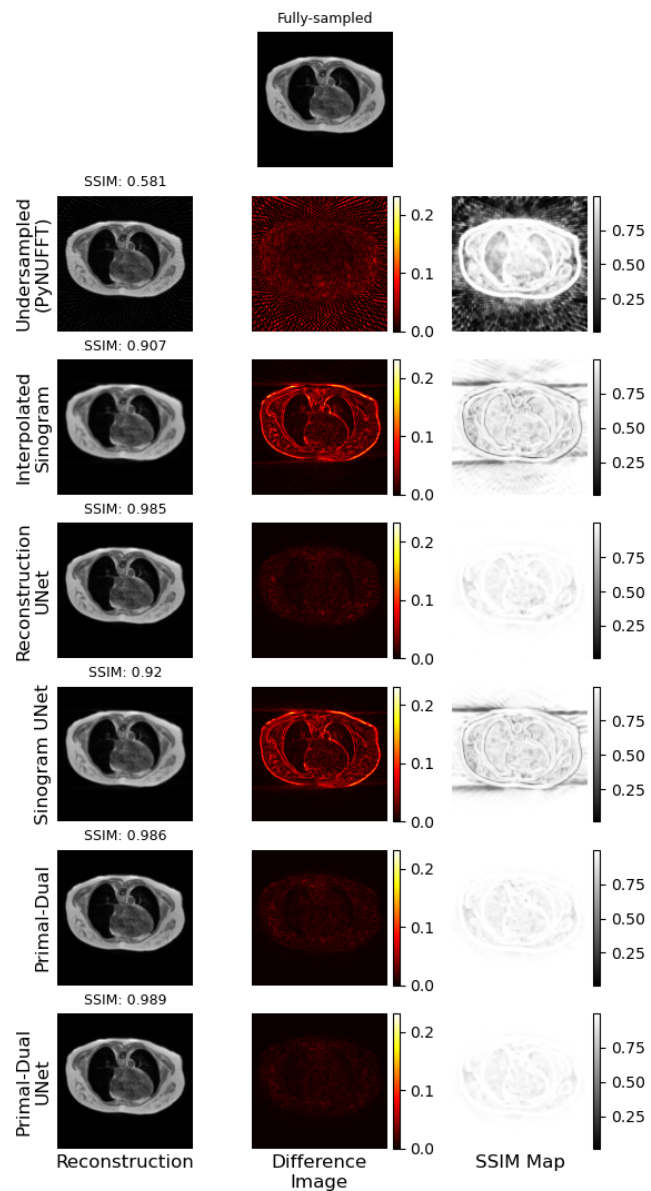 Fully-sampled
SSIM: 0.581
Undersampled
(PyNUFFT)
0.2
0.1
0.0
0.75
0.50
0.25
SSIM: 0.907
Interpolated
Sinogram
0.2
0.1
0.0
0.75
0.50
0.25
SSIM: 0.985
Reconstruction
UNet
0.2
0.1
0.0
0.75
0.50
0.25
SSIM: 0.92
Sinogram UNet
0.2
0.1
0.0
0.75
0.50
0.25
SSIM: 0.986
Primal-Dual
0.2
0.1
0.0
0.75
0.50
0.25
SSIM: 0.989
Primal-Dual
UNet
0.2
0.1
0.0
0.75
0.50
0.25
Reconstruction
Difference
Image
SSIM Map